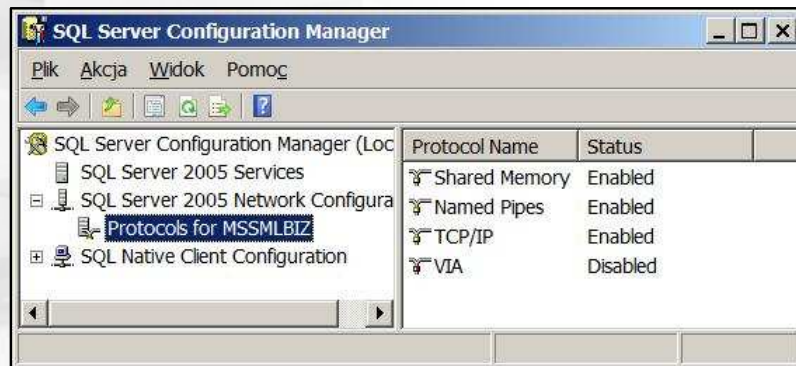 SQL Server Configuration Manager
Plik Akcja Widok Pomoc
SQL Server Configuration Manager (Loc
SQL Server 2005 Services
SQL Server 2005 Network Configura
Protocols for MSSMLBIZ
SQL Native Client Configuration
Protocol Name Status
Shared Memory Enabled
Named Pipes Enabled
TCP/IP Enabled
VIA Disabled